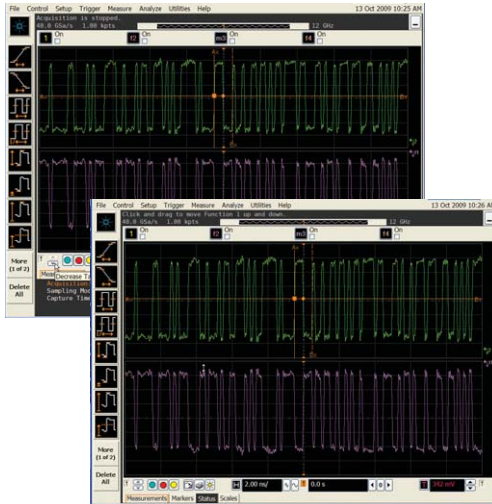 File Control Setup Trigger Measure Analyze Utilities Help 13 Oct 2009 10:25 AM
Acquisition is stopped.
40.0 GSa/s 1.00 kpts 12 GHz
1 On f2 On m3 On f4 On
More
(1 of 2)
Delete
All
Decrease
Sampling
Capture Time
File Control Setup Trigger Measure Analyze Utilities Help 13 Oct 2009 10:26 AM
Click and drag to move Function 1 up and down.
40.0 GSa/s 1.00 kpts 12 GHz
1 On f2 On m3 On f4 On
More
(1 of 2)
Delete
All
H 2.00 ns/ 0.0 s 0 T 342 mV
Measurements Markers Status Scales